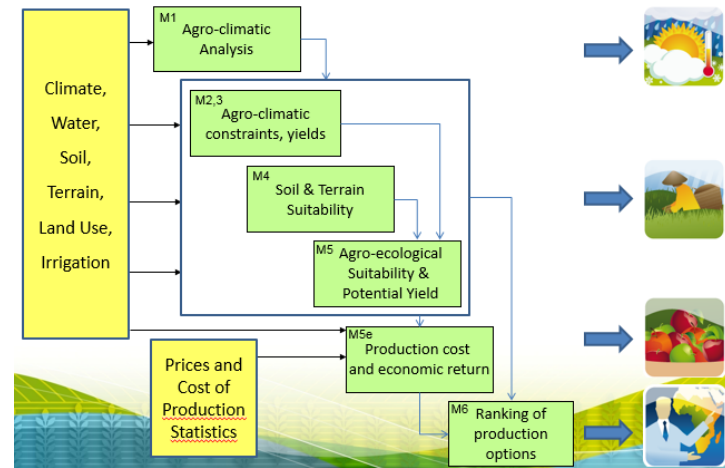 M1
Agro-climatic
Analysis
Climate,
Water,
Soil,
Terrain,
Land Use,
Irrigation
M2,3
Agro-climatic
constraints, yields
M4
Soil & Terrain
Suitability
M5
Agro-ecological
Suitability &
Potential Yield
M5e
Production cost
and economic return
Prices and
Cost of
Production
Statistics
M6
Ranking of
production
options